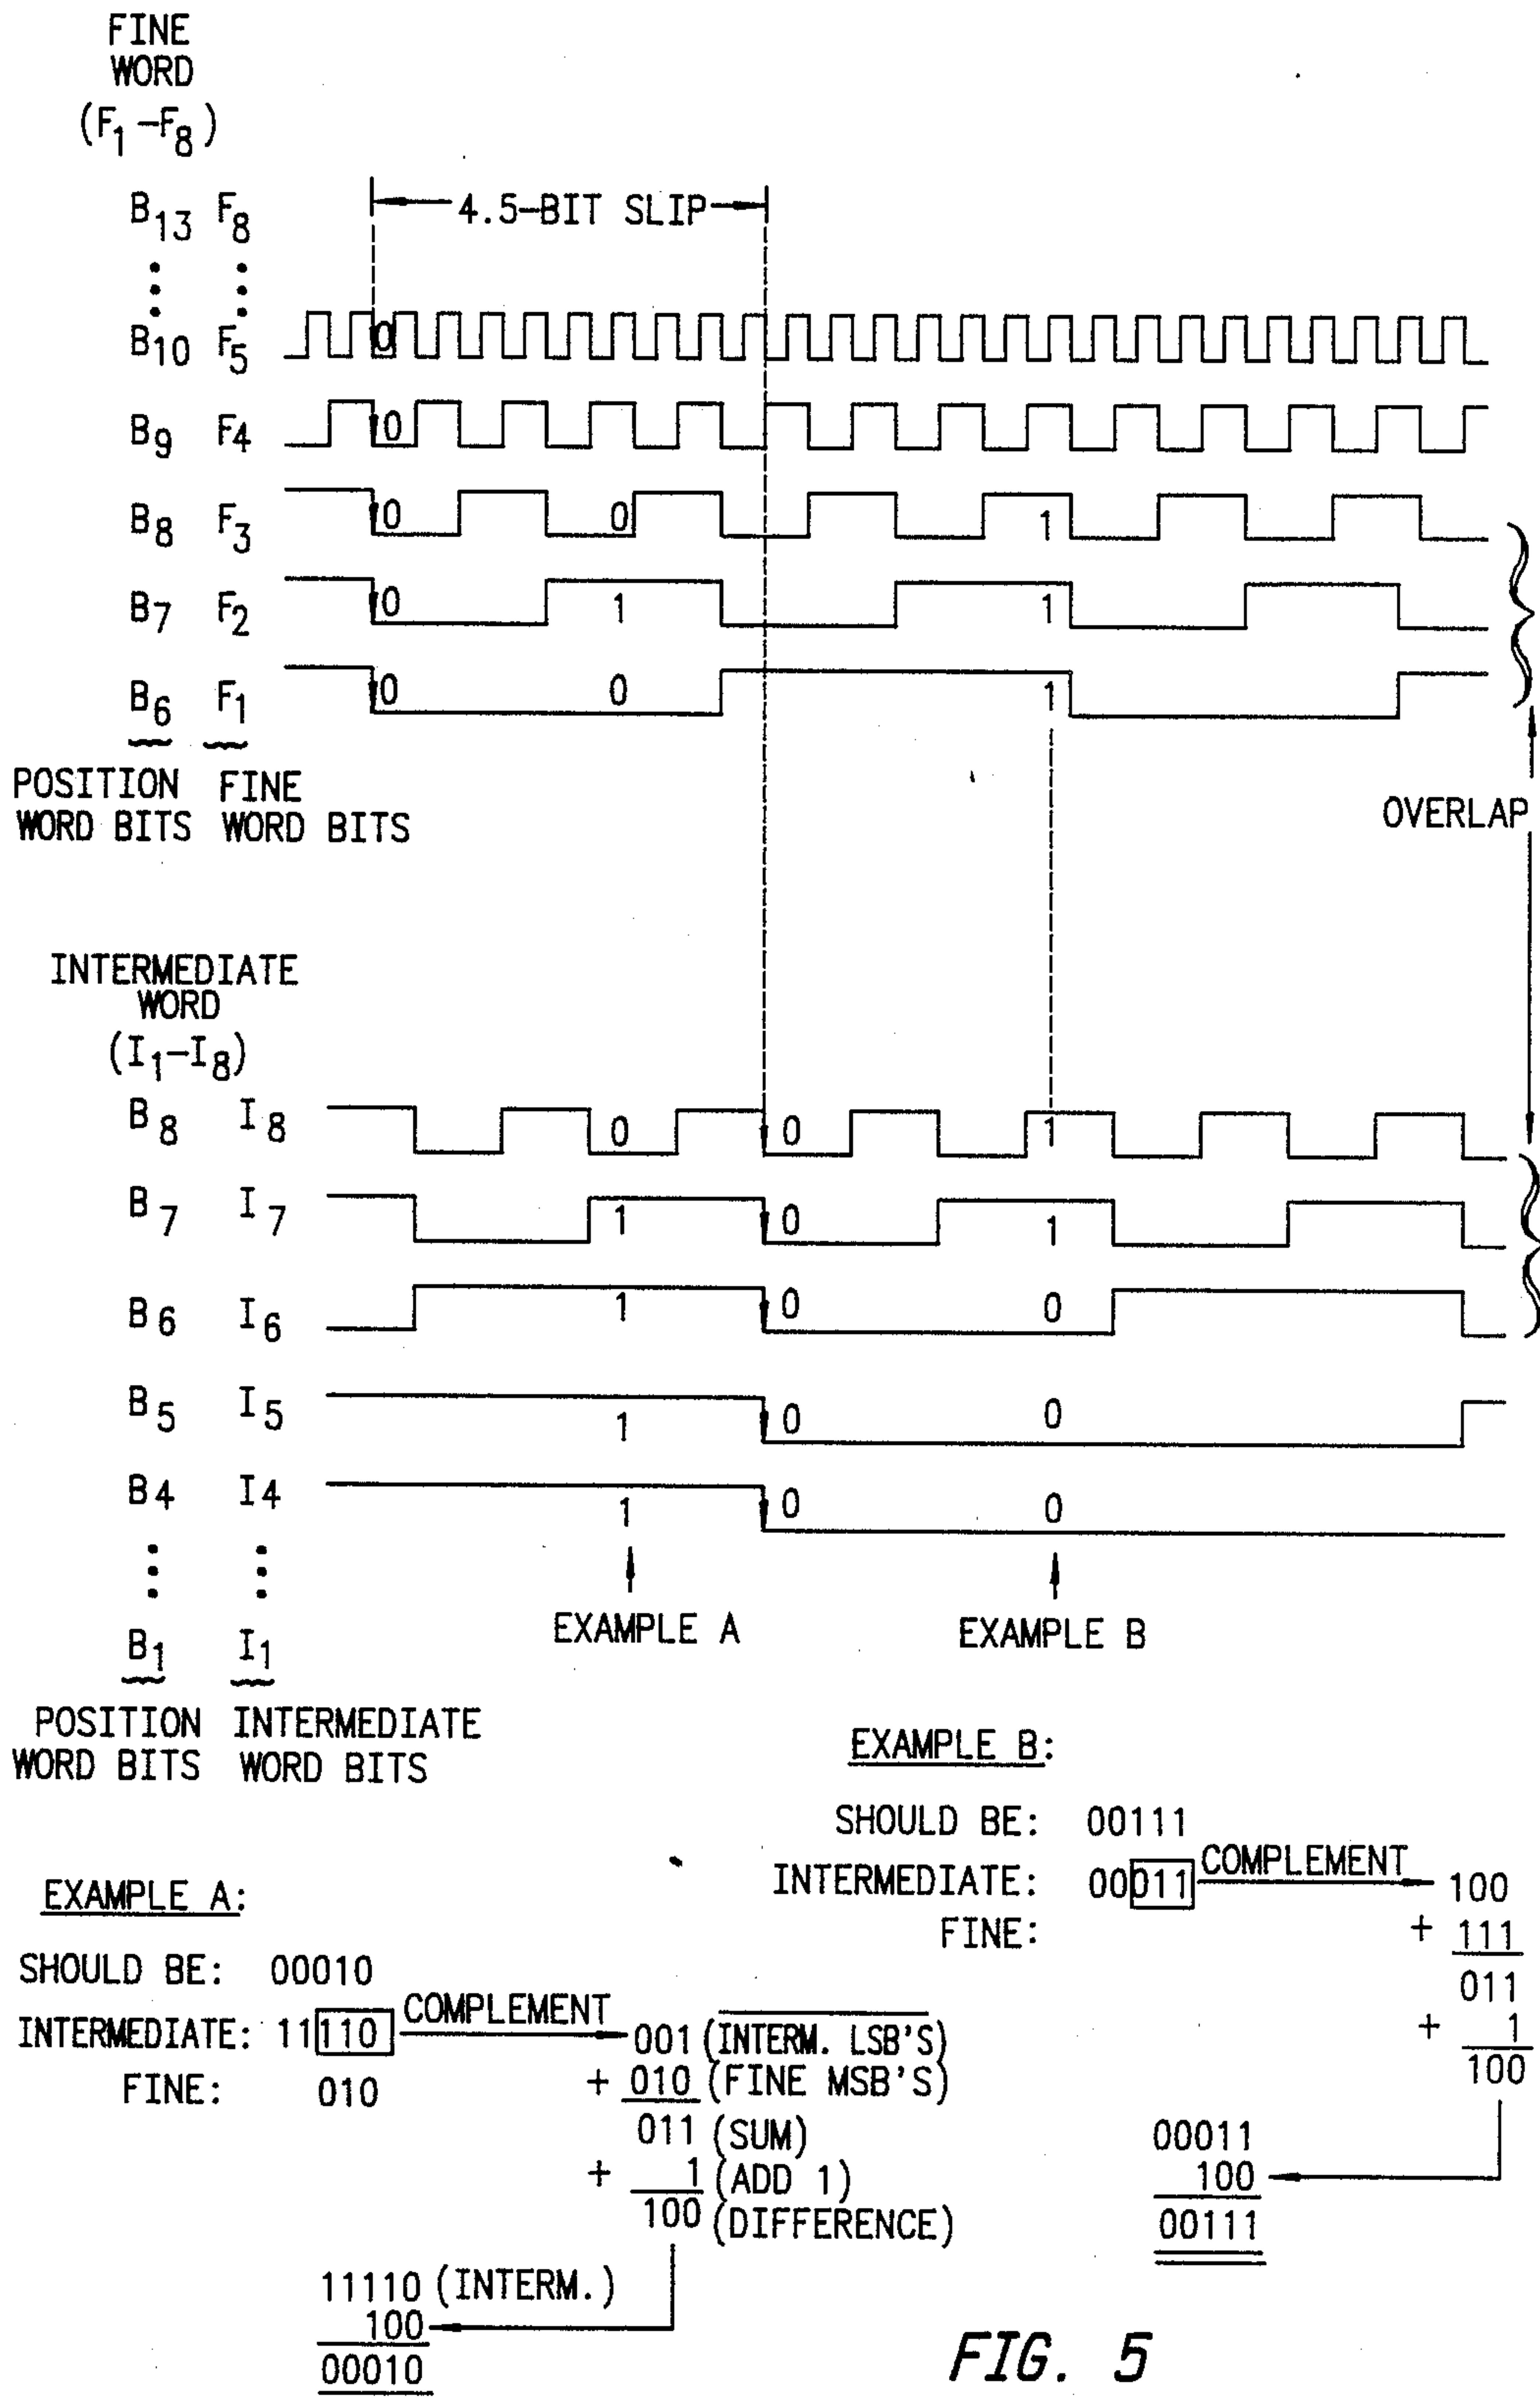 FINE
WORD
(F1-F8)
B13 F8
4.5-BIT SLIP
B10 F5
0
B9 F4
0
B8 F3
0 0 1
B7 F2
0 1 1
B6 F1
0 0 1
POSITION FINE
WORD BITS WORD BITS
OVERLAP
INTERMEDIATE
WORD
(I1-I8)
B8 I8
0 0 1
B7 I7
1 0 1
B6 I6
1 0 0
B5 I5
1 0 0
B4 I4
1 0 0
EXAMPLE A EXAMPLE B
B1 I1
POSITION INTERMEDIATE
WORD BITS WORD BITS
EXAMPLE B:
SHOULD BE: 00111
INTERMEDIATE: 00011 COMPLEMENT 100
FINE: + 111
011
+ 1
100
00011
100
00111
EXAMPLE A:
SHOULD BE: 00010
INTERMEDIATE: 11110 COMPLEMENT 001 (INTERM. LSB'S)
FINE: 010 + 010 (FINE MSB'S)
011 (SUM)
+ 1 (ADD 1)
100 (DIFFERENCE)
11110 (INTERM.)
100
00010
FIG. 5